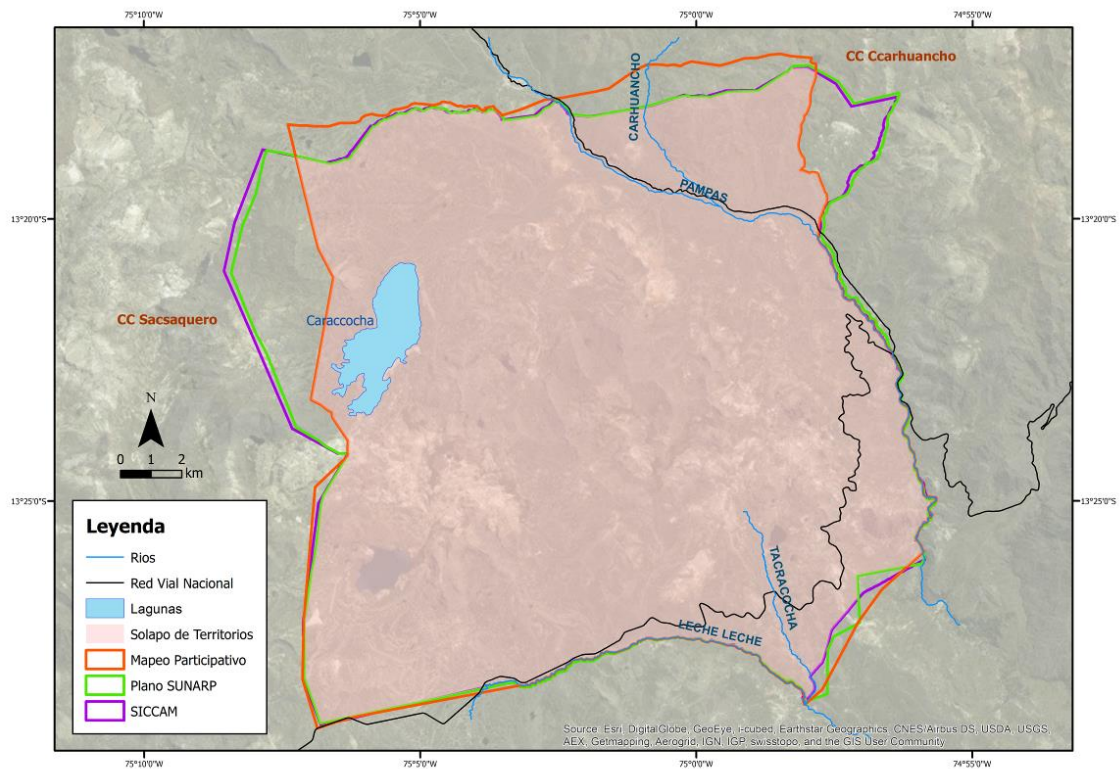 75°10'0"W
75°5'0"W
75°0'0"W
74°55'0"W
CC Ccarhuancho
CARHUANCHO
PAMPAS
13°20'0"S
13°20'0"S
CC Sacsaquero
Caraccocha
N
0 1 2
km
13°25'0"S
13°25'0"S
Leyenda
Rios
Red Vial Nacional
Lagunas
Solapo de Territorios
Mapeo Participativo
Plano SUNARP
SICCAM
TACRACOCHA
LECHE LECHE
Source: Esri, DigitalGlobe, GeoEye, i-cubed, Earthstar Geographics, CNES/Airbus DS, USDA, USGS,
AEX, Getmapping, Aerogrid, IGN, IGP, swisstopo, and the GIS User Community
75°10'0"W
75°5'0"W
75°0'0"W
74°55'0"W